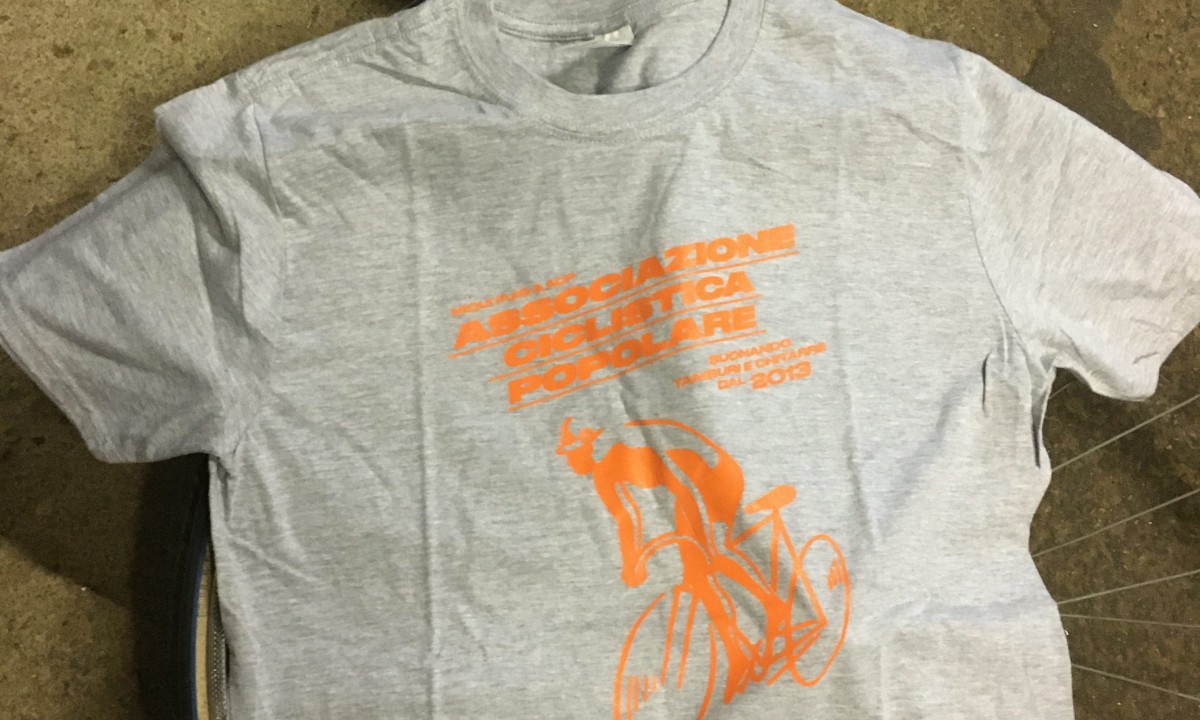 ASSOCIAZIONE
CICLISTICA
POPOLARE
SUONANDO
TAMBURI E CHITARRE
DAL 2013